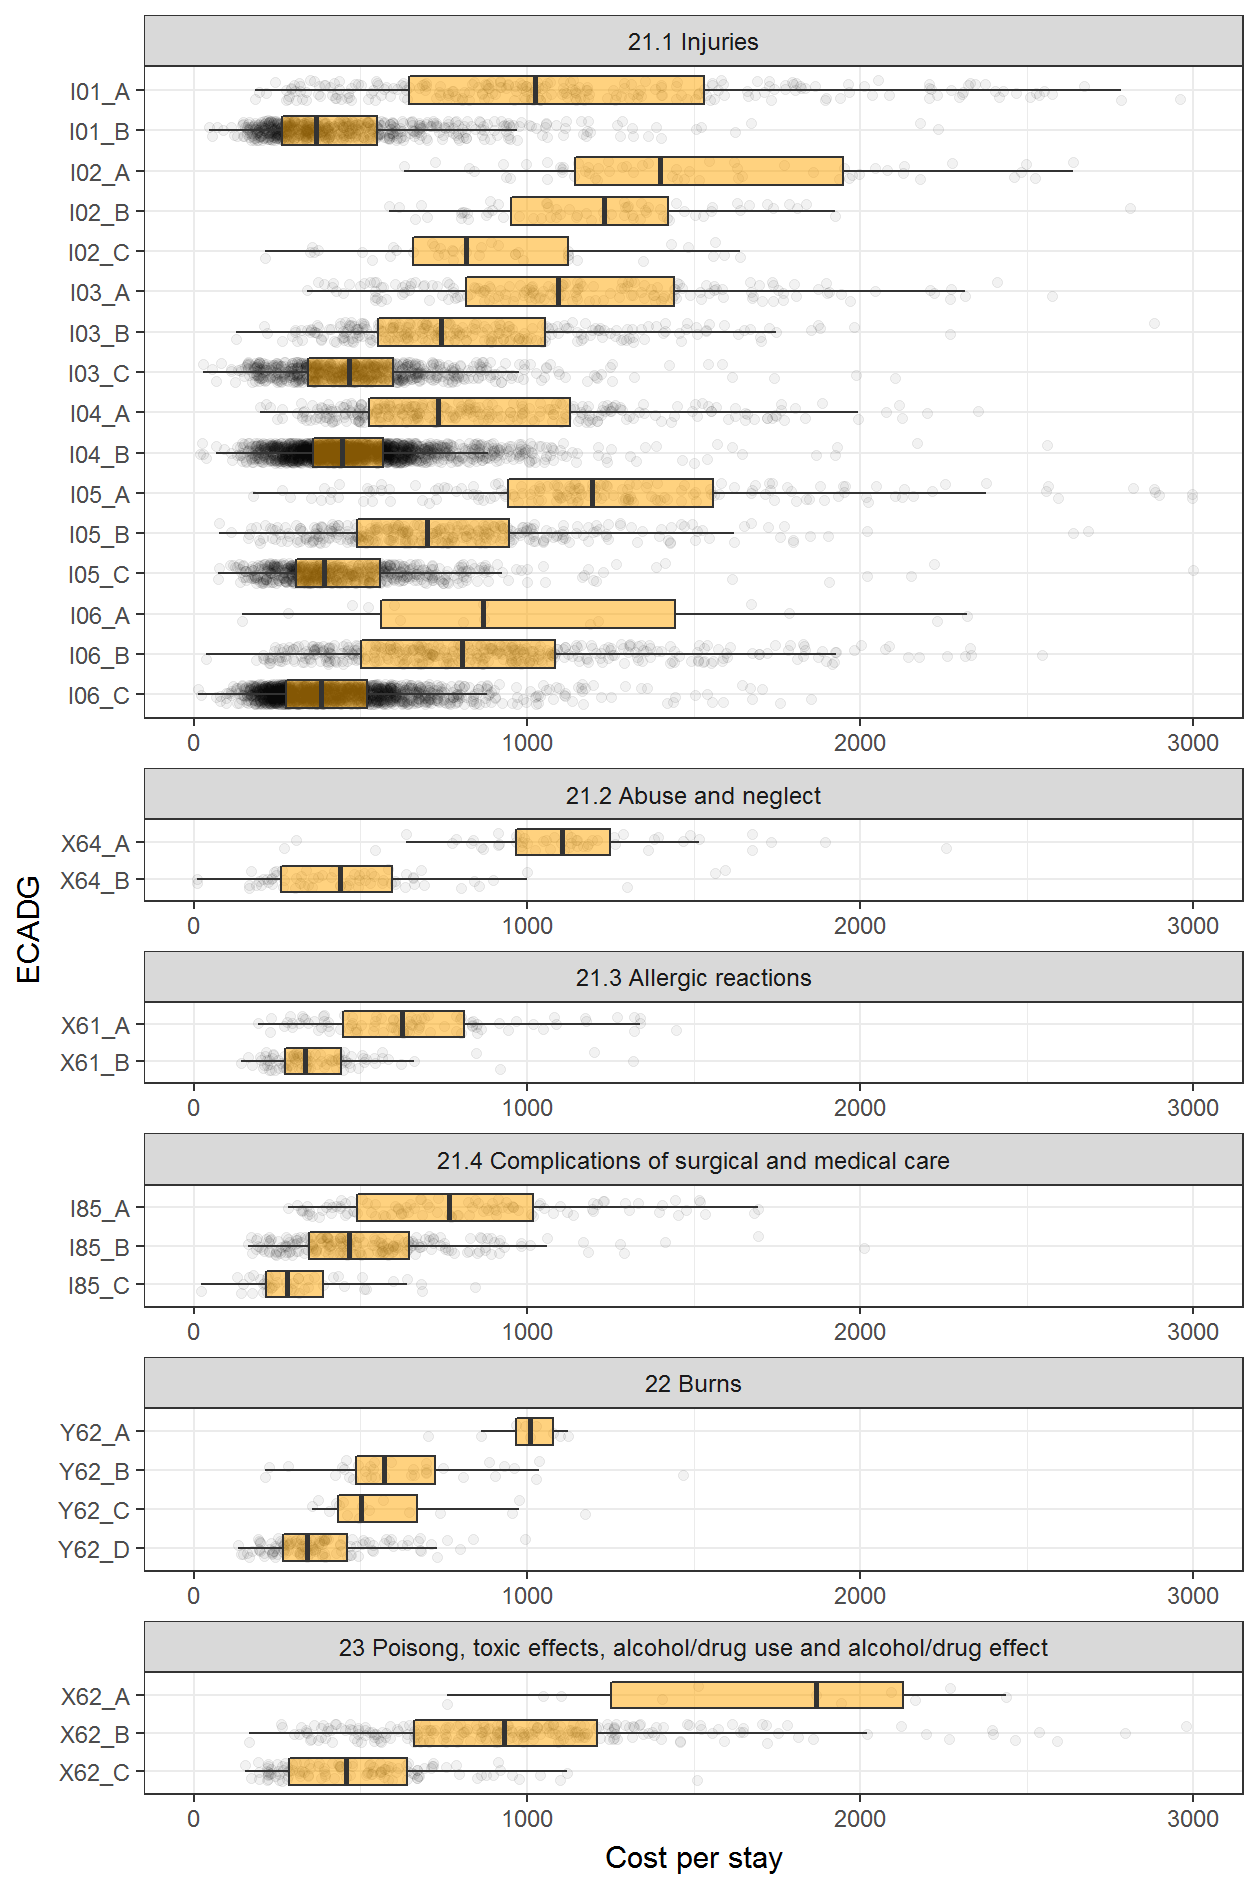 21.1 Injuries
I01_A
I01_B
I02_A
I02_B
I02_C
I03_A
I03_B
I03_C
I04_A
I04_B
I05_A
I05_B
I05_C
I06_A
I06_B
I06_C
0 1000 2000 3000
21.2 Abuse and neglect
X64_A
X64_B
0 1000 2000 3000
ECADG
21.3 Allergic reactions
X61_A
X61_B
0 1000 2000 3000
21.4 Complications of surgical and medical care
I85_A
I85_B
I85_C
0 1000 2000 3000
22 Burns
Y62_A
Y62_B
Y62_C
Y62_D
0 1000 2000 3000
23 Poisong, toxic effects, alcohol/drug use and alcohol/drug effect
X62_A
X62_B
X62_C
0 1000 2000 3000
Cost per stay